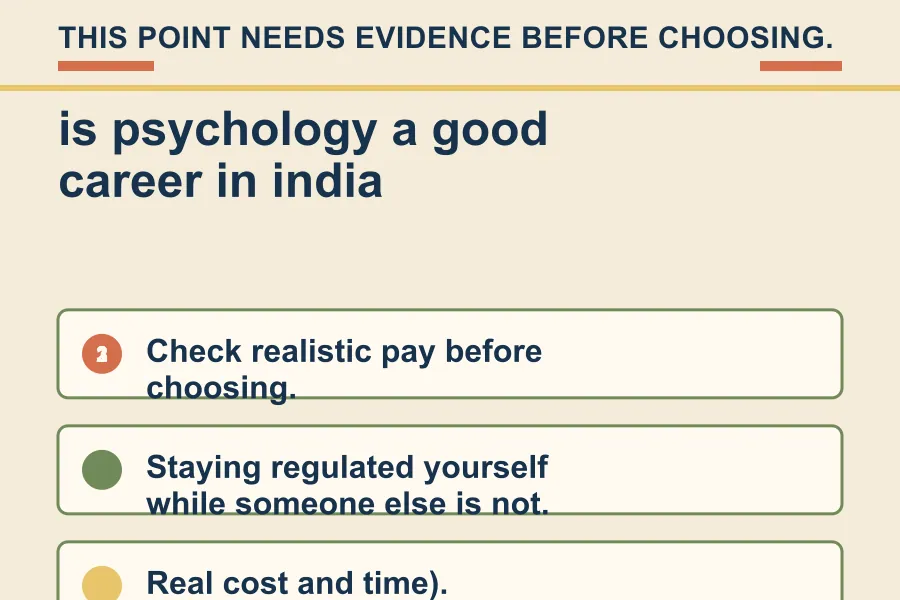 THIS POINT NEEDS EVIDENCE BEFORE CHOOSING.
is psychology a good
career in india
Check realistic pay before
choosing.
Staying regulated yourself
while someone else is not.
Real cost and time).